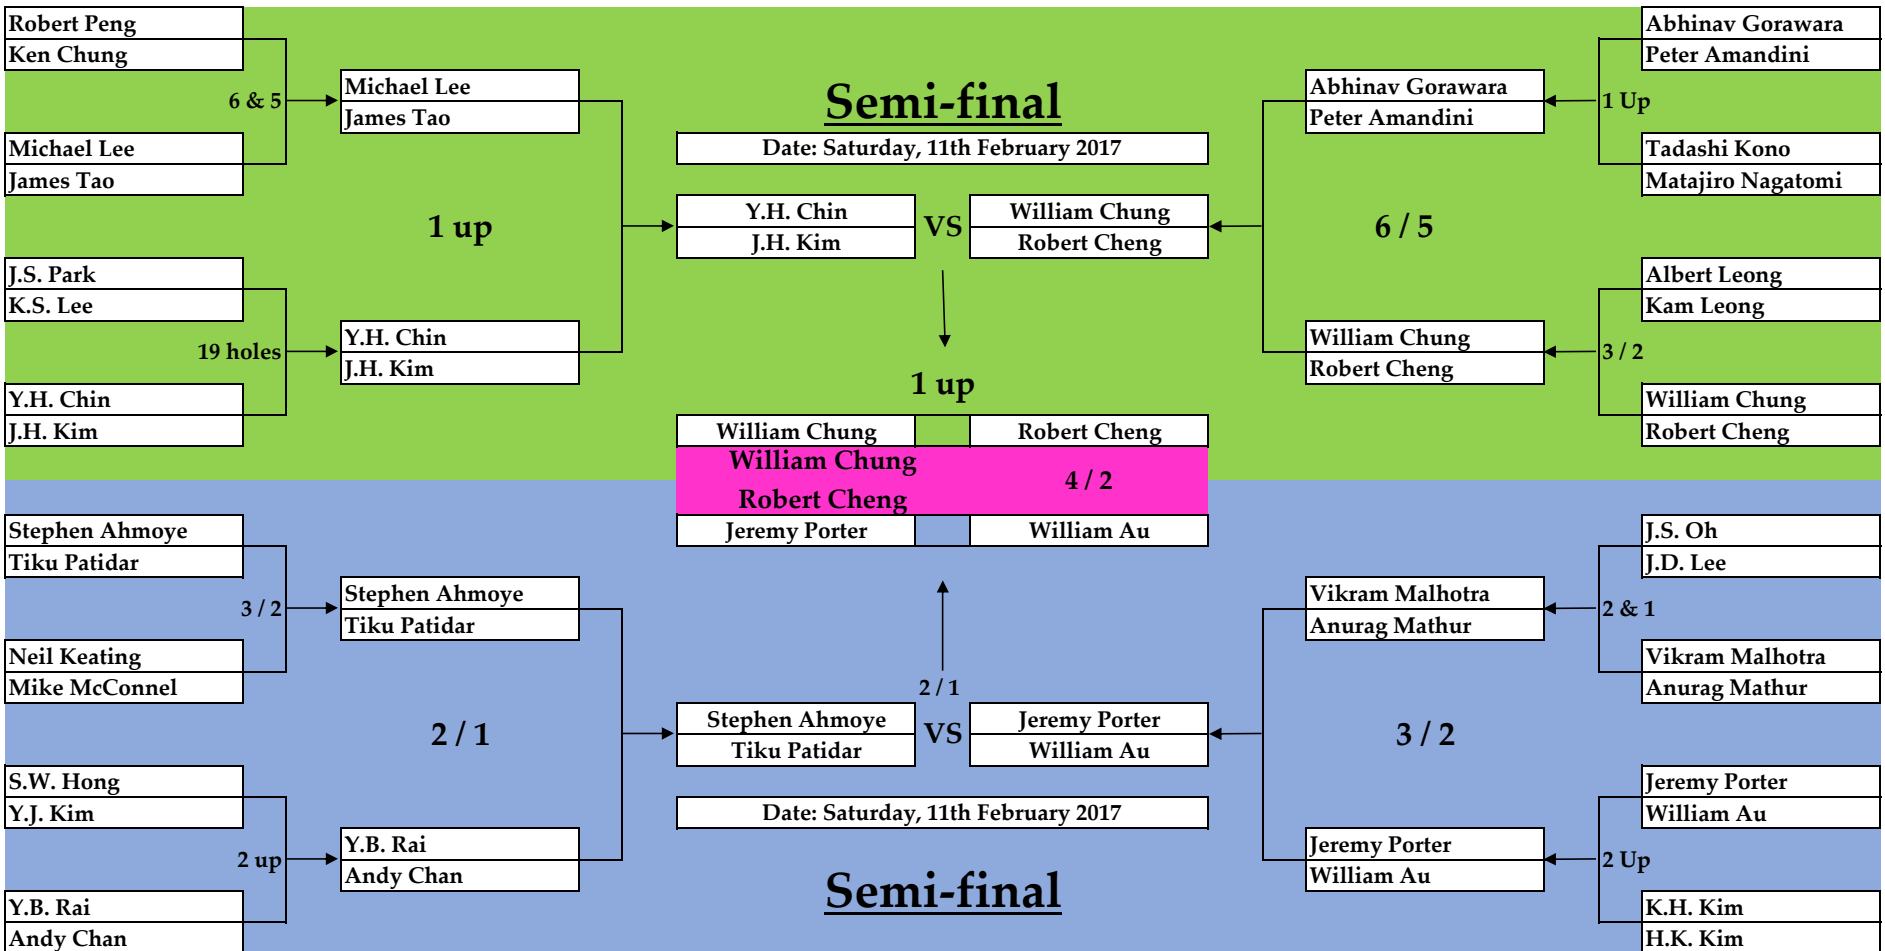 Robert Peng
Ken Chung
6 & 5
Michael Lee
James Tao
Michael Lee
James Tao
1 up
J.S. Park
K.S. Lee
19 holes
Y.H. Chin
J.H. Kim
Y.H. Chin
J.H. Kim
Semi-final
Date: Saturday, 11th February 2017
Y.H. Chin
J.H. Kim
VS
William Chung
Robert Cheng
1 up
Abhinav Gorawara
Peter Amandini
6 / 5
William Chung
Robert Cheng
Abhinav Gorawara
Peter Amandini
1 Up
Tadashi Kono
Matajiro Nagatomi
Albert Leong
Kam Leong
3 / 2
William Chung
Robert Cheng
William Chung
Robert Cheng
William Chung
Robert Cheng
4 / 2
Jeremy Porter
William Au
Stephen Ahmoye
Tiku Patidar
3 / 2
Neil Keating
Mike McConnel
Stephen Ahmoye
Tiku Patidar
2 / 1
S.W. Hong
Y.J. Kim
2 up
Y.B. Rai
Andy Chan
Y.B. Rai
Andy Chan
2 / 1
Stephen Ahmoye
Tiku Patidar
VS
Jeremy Porter
William Au
Date: Saturday, 11th February 2017
Semi-final
Vikram Malhotra
Anurag Mathur
3 / 2
Jeremy Porter
William Au
J.S. Oh
J.D. Lee
2 & 1
Vikram Malhotra
Anurag Mathur
Jeremy Porter
William Au
2 Up
K.H. Kim
H.K. Kim